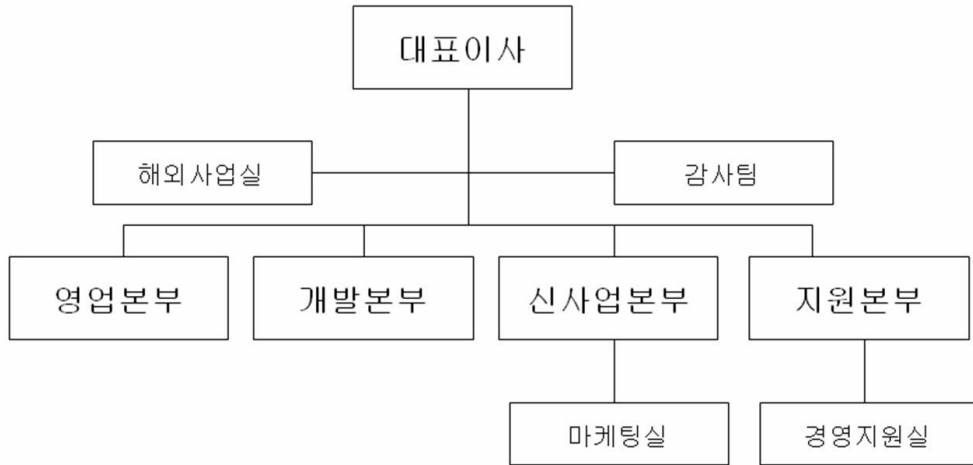 대표이사
해외사업실
감사팀
영업본부
개발본부
신사업본부
지원본부
마케팅실
경영지원실